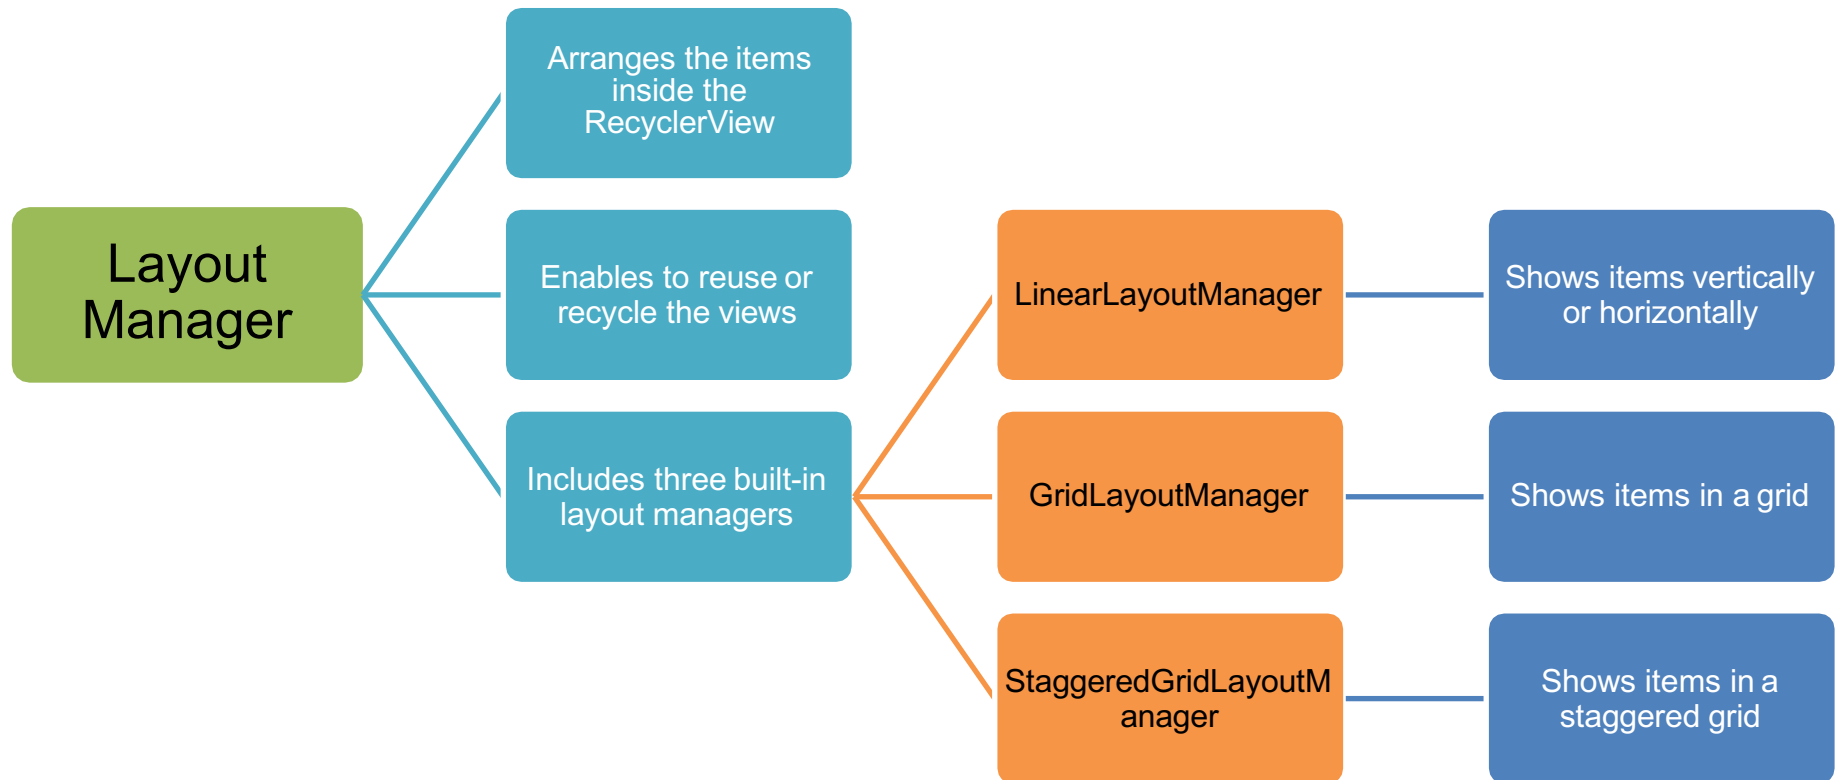 Layout
Manager
Arranges the items
inside the
RecyclerView
Enables to reuse or
recycle the views
Includes three built-in
layout managers
LinearLayoutManager
Shows items vertically
or horizontally
GridLayoutManager
Shows items in a grid
StaggeredGridLayoutM
anager
Shows items in a
staggered grid